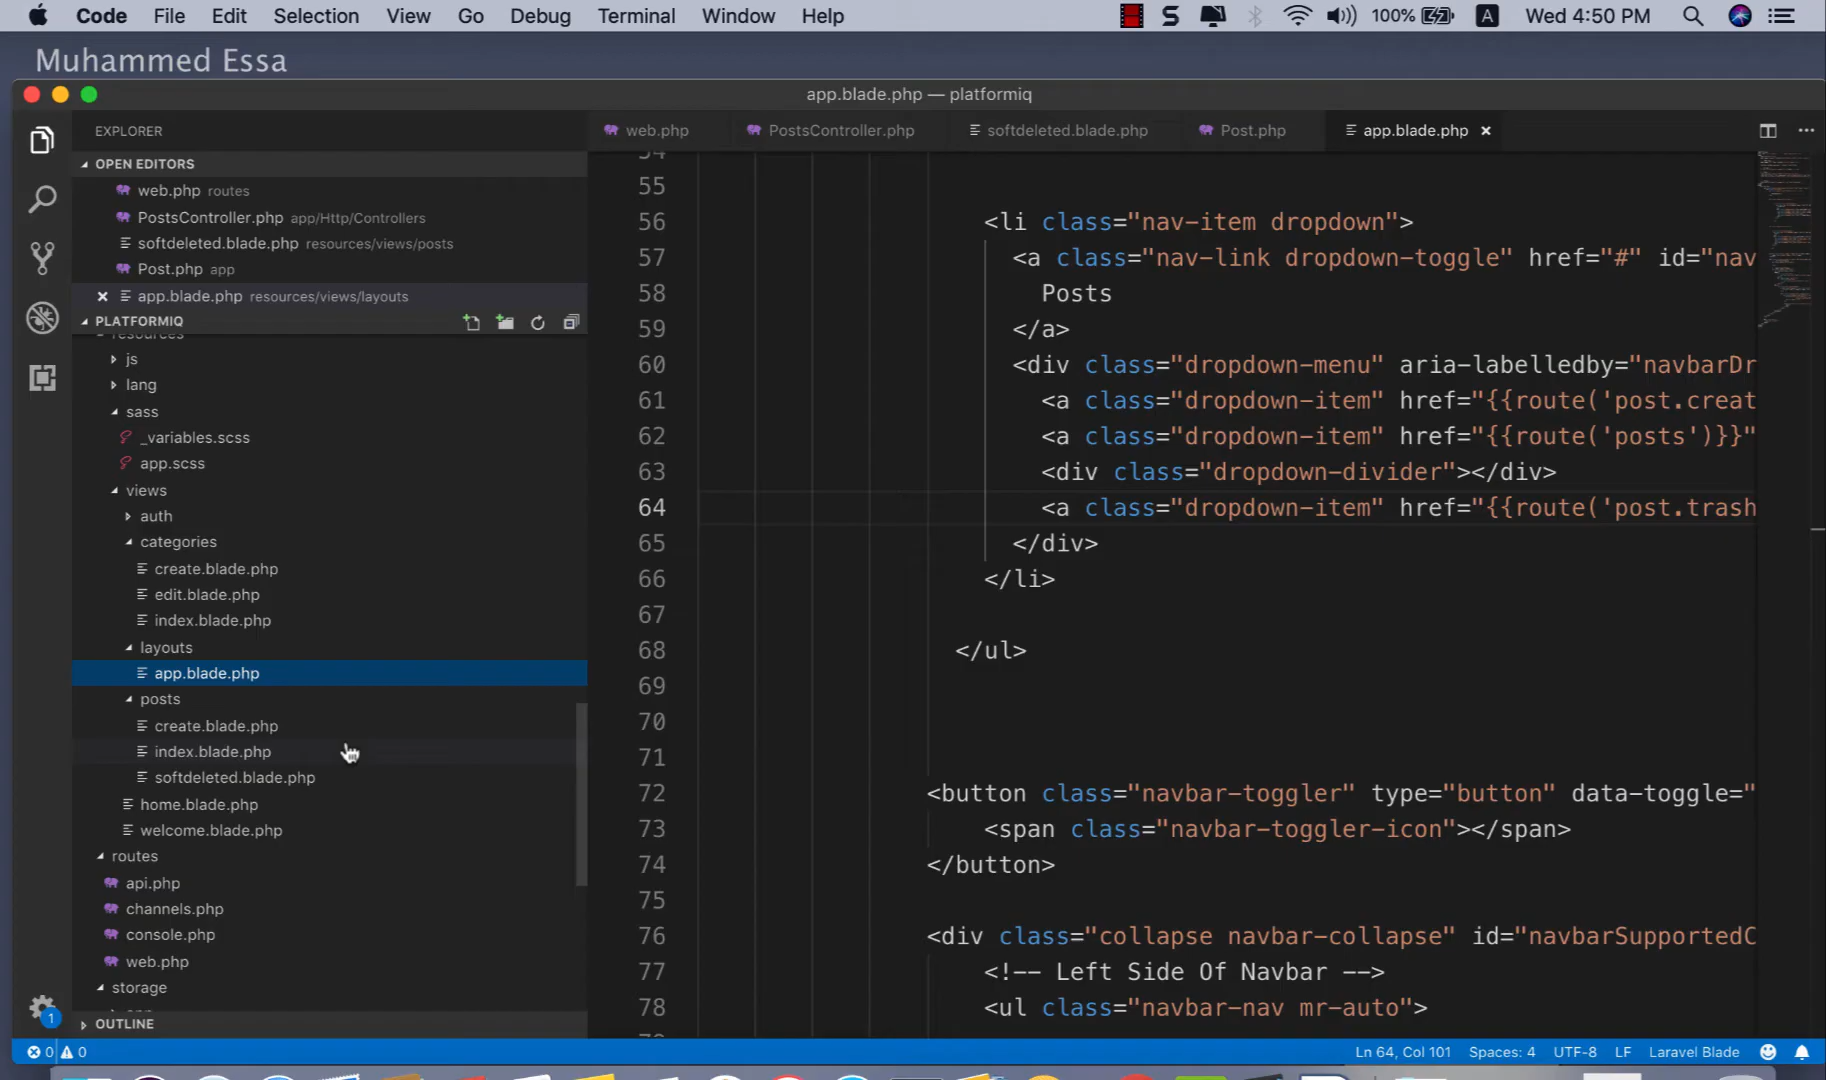 Code File Edit Selection View Go Debug Terminal Window Help 100% A Wed 4:50 PM
Muhammed Essa
app.blade.php — platformiq
EXPLORER
OPEN EDITORS
web.php routes
PostsController.php app/Http/Controllers
softdeleted.blade.php resources/views/posts
Post.php app
app.blade.php resources/views/layouts
PLATFORMIQ
resources
js
lang
sass
_variables.scss
app.scss
views
auth
categories
create.blade.php
edit.blade.php
index.blade.php
layouts
app.blade.php
posts
create.blade.php
index.blade.php
softdeleted.blade.php
home.blade.php
welcome.blade.php
routes
api.php
channels.php
console.php
web.php
storage
OUTLINE
web.php PostsController.php softdeleted.blade.php Post.php app.blade.php
54
55
56 <li class="nav-item dropdown">
57 <a class="nav-link dropdown-toggle" href="#" id="nav
58 Posts
59 </a>
60 <div class="dropdown-menu" aria-labelledby="navbarDr
61 <a class="dropdown-item" href="{{route('post.creat
62 <a class="dropdown-item" href="{{route('posts')}}"
63 <div class="dropdown-divider"></div>
64 <a class="dropdown-item" href="{{route('post.trash
65 </div>
66 </li>
67
68 </ul>
69
70
71
72 <button class="navbar-toggler" type="button" data-toggle="
73 <span class="navbar-toggler-icon"></span>
74 </button>
75
76 <div class="collapse navbar-collapse" id="navbarSupportedC
77 <!-- Left Side Of Navbar -->
78 <ul class="navbar-nav mr-auto">
1
0 0 Ln 64, Col 101 Spaces: 4 UTF-8 LF Laravel Blade